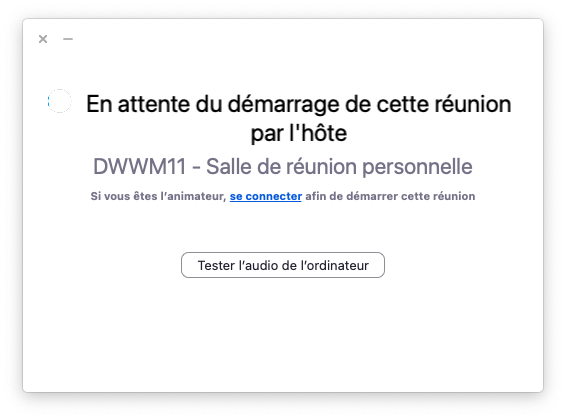 En attente du démarrage de cette réunion
par l'hôte
DWWM11 - Salle de réunion personnelle
Si vous êtes l’animateur, se connecter afin de démarrer cette réunion
Tester l’audio de l’ordinateur